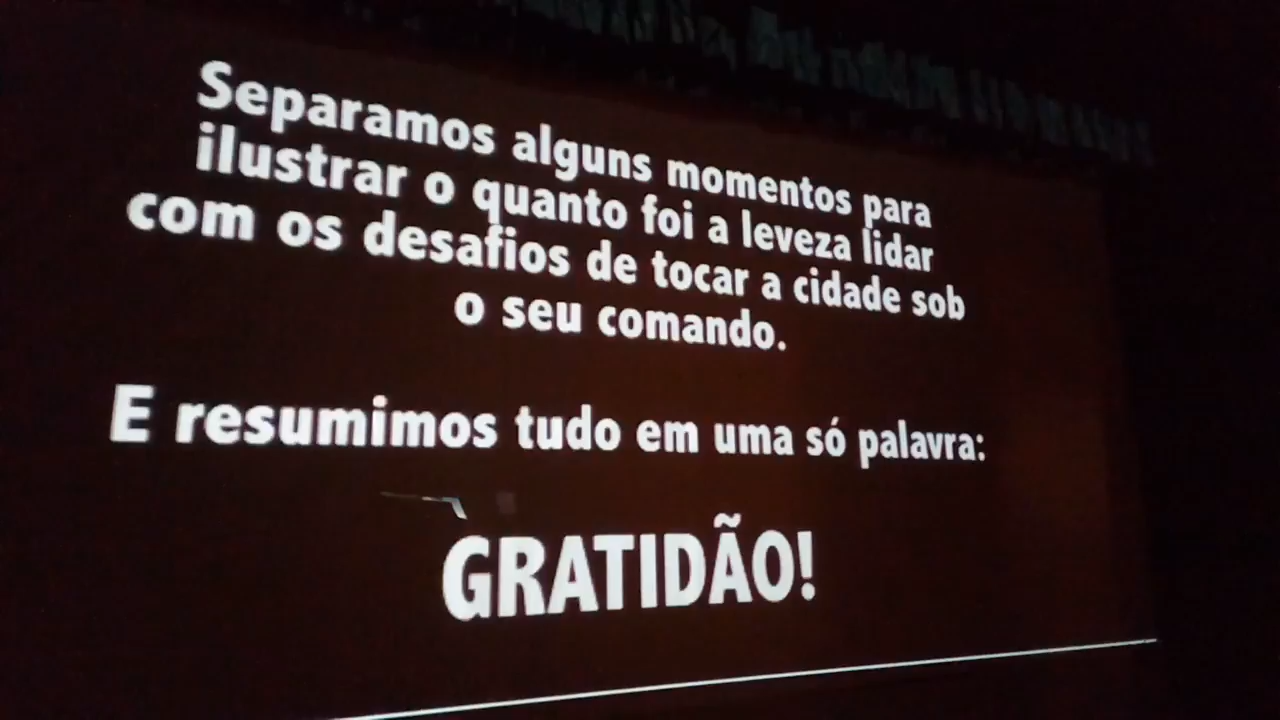 Separamos alguns momentos para
ilustrar o quanto foi a leveza lidar
com os desafios de tocar a cidade sob
o seu comando.
E resumimos tudo em uma só palavra:
GRATIDÃO!